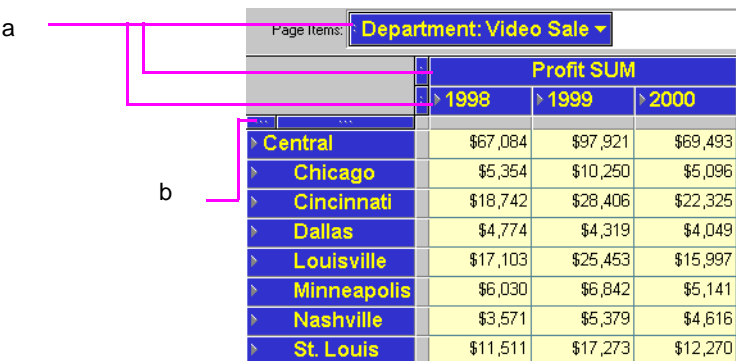 a
Page Items: Department: Video Sale
Profit SUM
1998 1999 2000
b
Central $67,084 $97,921 $69,493
Chicago $5,354 $10,250 $5,096
Cincinnati $18,742 $28,406 $22,325
Dallas $4,774 $4,319 $4,049
Louisville $17,103 $25,453 $15,997
Minneapolis $6,030 $6,842 $5,141
Nashville $3,571 $5,379 $4,616
St. Louis $11,511 $17,273 $12,270